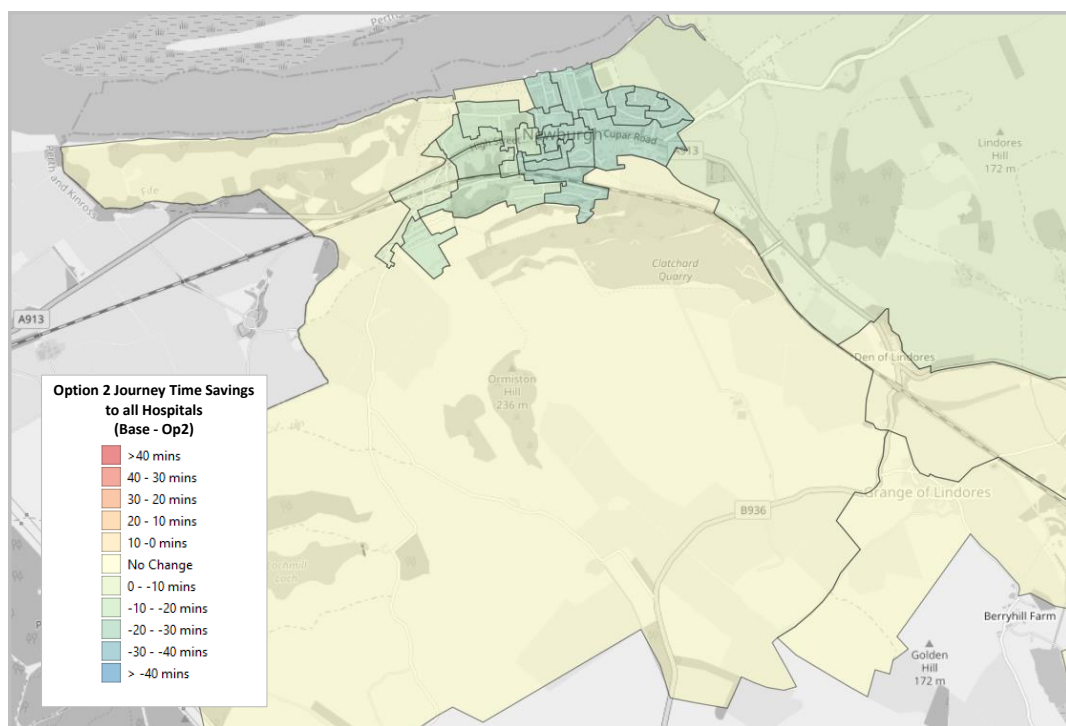 Perth
Newburgh
High Street
Cupar Road
A913
Lindores
Hill
172 m
Perth and Kinross
Fife
Clatchard
Quarry
A913
Den of Lindores
Ormiston
Hill
236 m
Grange of Lindores
B936
Berryhill Farm
Golden
Hill
172 m
Option 2 Journey Time Savings
to all Hospitals
(Base - Op2)
>40 mins
40 - 30 mins
30 - 20 mins
20 - 10 mins
10 -0 mins
No Change
0 - -10 mins
-10 - -20 mins
-20 - -30 mins
-30 - -40 mins
> -40 mins